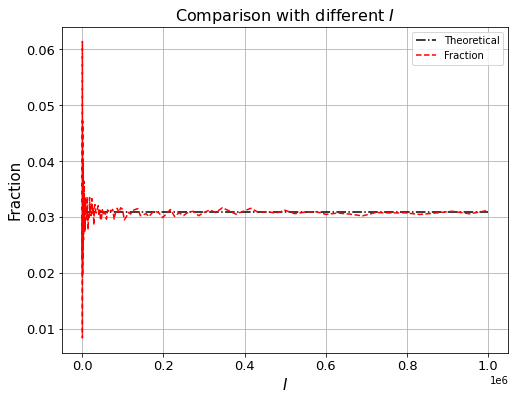 Comparison with different I
Theoretical
Fraction
Fraction
0.06
0.05
0.04
0.03
0.02
0.01
0.0 0.2 0.4 0.6 0.8 1.0
1e6
I